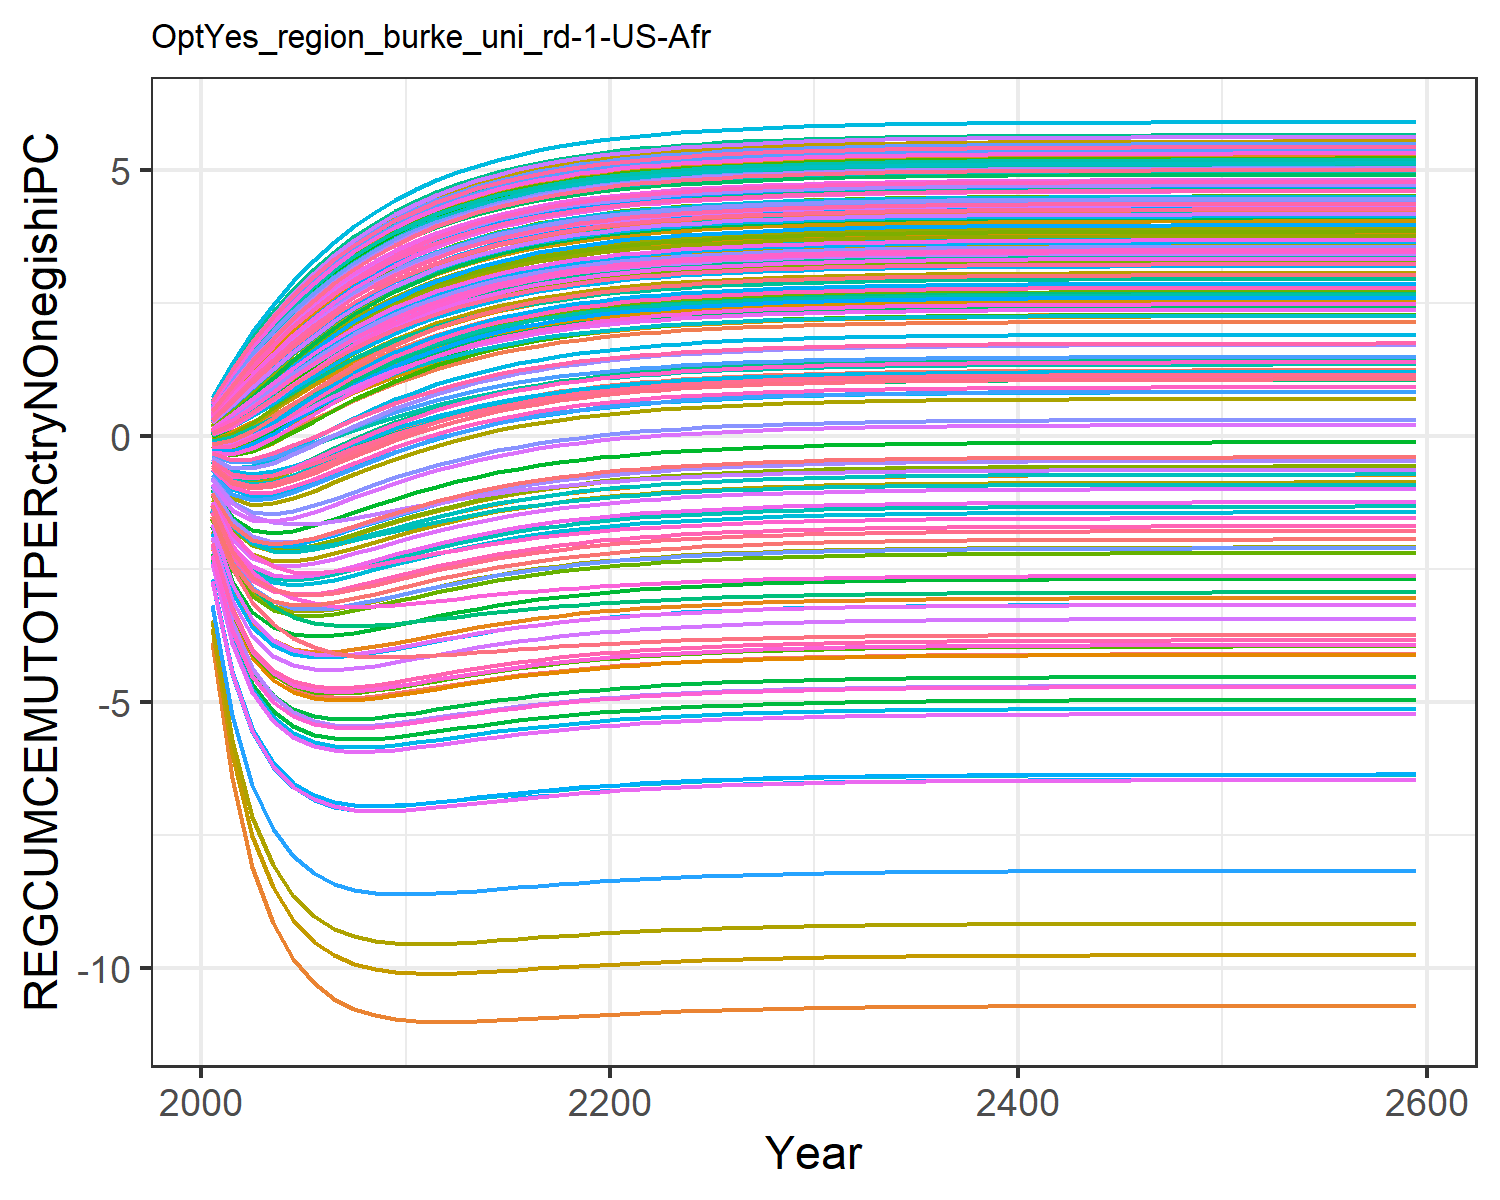 OptYes_region_burke_uni_rd-1-US-Afr
REGCUMCEMUTOTPERctryNOnegishiPC
5
0
-5
-10
2000 2200 2400 2600
Year